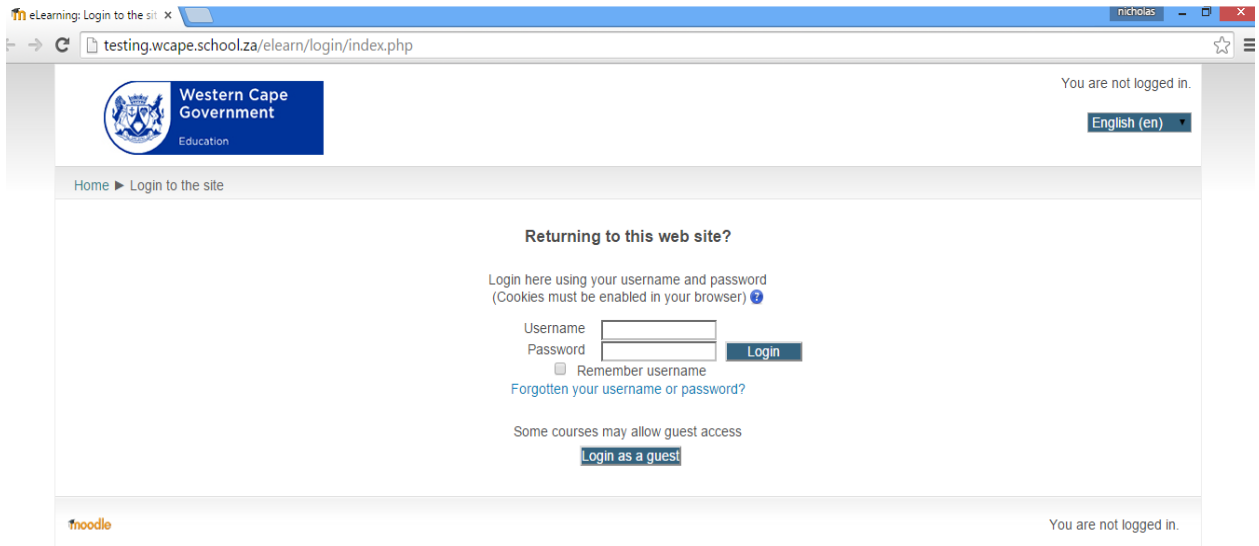 eLearning: Login to the sit
nicholas
testing.wcape.school.za/elearn/login/index.php
Western Cape
Government
Education
You are not logged in.
English (en)
Home ► Login to the site
Returning to this web site?
Login here using your username and password
(Cookies must be enabled in your browser) ?
Username
Password
Login
Remember username
Forgotten your username or password?
Some courses may allow guest access
Login as a guest
moodle
You are not logged in.